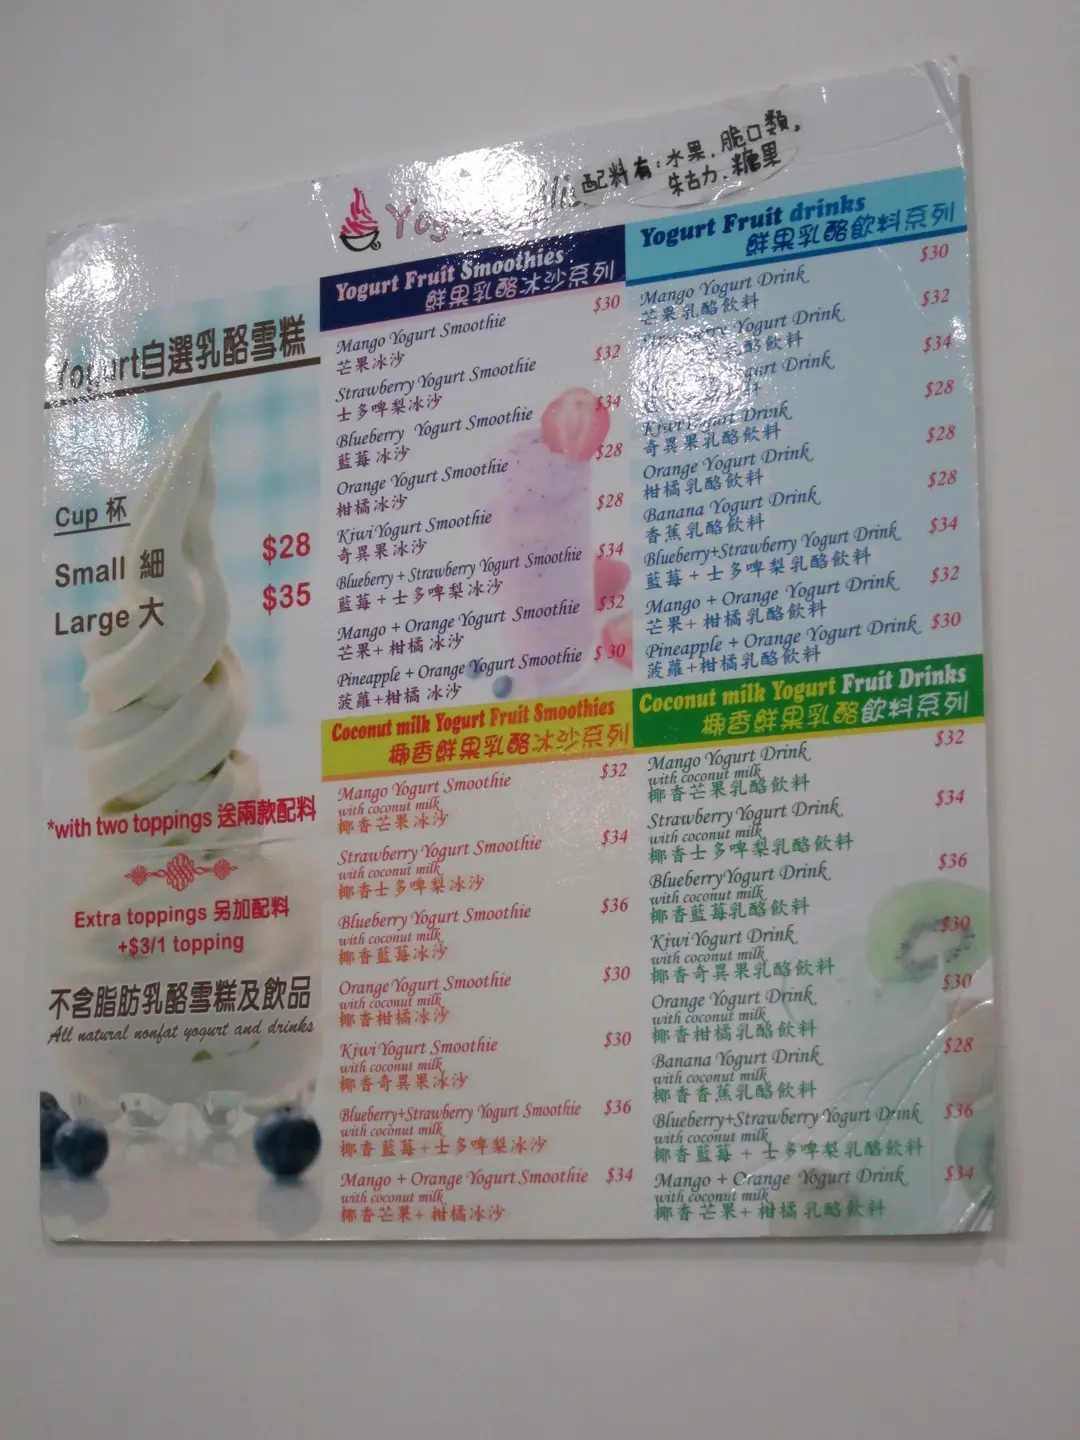 配料有：水果、脆口類、
朱古力、糖果
Yogurt自選乳酪雪糕
Cup 杯
Small 細 $28
Large 大 $35
*with two toppings 送兩款配料
Extra toppings 另加配料
+$3/1 topping
不含脂肪乳酪雪糕及飲品
All natural nonfat yogurt and drinks
Yogurt Fruit Smoothies
鮮果乳酪冰沙系列
Mango Yogurt Smoothie $30
芒果冰沙
Strawberry Yogurt Smoothie $32
士多啤梨冰沙
Blueberry Yogurt Smoothie $34
藍莓冰沙
Orange Yogurt Smoothie $28
柑橘冰沙
Kiwi Yogurt Smoothie $28
奇異果冰沙
Blueberry + Strawberry Yogurt Smoothie $34
藍莓+士多啤梨冰沙
Mango + Orange Yogurt Smoothie $32
芒果+柑橘冰沙
Pineapple + Orange Yogurt Smoothie $30
菠蘿+柑橘 冰沙
Coconut milk Yogurt Fruit Smoothies
椰香鮮果乳酪冰沙系列
Mango Yogurt Smoothie $32
with coconut milk
椰香芒果冰沙
Strawberry Yogurt Smoothie $34
with coconut milk
椰香士多啤梨冰沙
Blueberry Yogurt Smoothie $36
with coconut milk
椰香藍莓冰沙
Orange Yogurt Smoothie $30
with coconut milk
椰香柑橘冰沙
Kiwi Yogurt Smoothie $30
with coconut milk
椰香奇異果冰沙
Blueberry+Strawberry Yogurt Smoothie $36
with coconut milk
椰香藍莓+士多啤梨冰沙
Mango + Orange Yogurt Smoothie $34
with coconut milk
椰香芒果+柑橘冰沙
Yogurt Fruit drinks
鮮果乳酪飲料系列
Mango Yogurt Drink $30
芒果乳酪飲料
Strawberry Yogurt Drink $32
乳酪飲料
Yogurt Drink $34
Kiwi Yogurt Drink $28
奇異果乳酪飲料
Orange Yogurt Drink $28
柑橘乳酪飲料
Banana Yogurt Drink $28
香蕉乳酪飲料
Blueberry+Strawberry Yogurt Drink $34
藍莓+士多啤梨乳酪飲料
Mango + Orange Yogurt Drink $32
芒果+柑橘乳酪飲料
Pineapple + Orange Yogurt Drink $30
菠蘿+柑橘乳酪飲料
Coconut milk Yogurt Fruit Drinks
椰香鮮果乳酪飲料系列
Mango Yogurt Drink $32
with coconut milk
椰香芒果乳酪飲料
Strawberry Yogurt Drink $34
with coconut milk
椰香士多啤梨乳酪飲料
Blueberry Yogurt Drink $36
with coconut milk
椰香藍莓乳酪飲料
Kiwi Yogurt Drink $30
with coconut milk
椰香奇異果乳酪飲料
Orange Yogurt Drink $30
with coconut milk
椰香柑橘乳酪飲料
Banana Yogurt Drink $28
with coconut milk
椰香香蕉乳酪飲料
Blueberry+Strawberry Yogurt Drink $36
with coconut milk
椰香藍莓+士多啤梨乳酪飲料
Mango + Orange Yogurt Drink $34
with coconut milk
椰香芒果+柑橘乳酪飲料